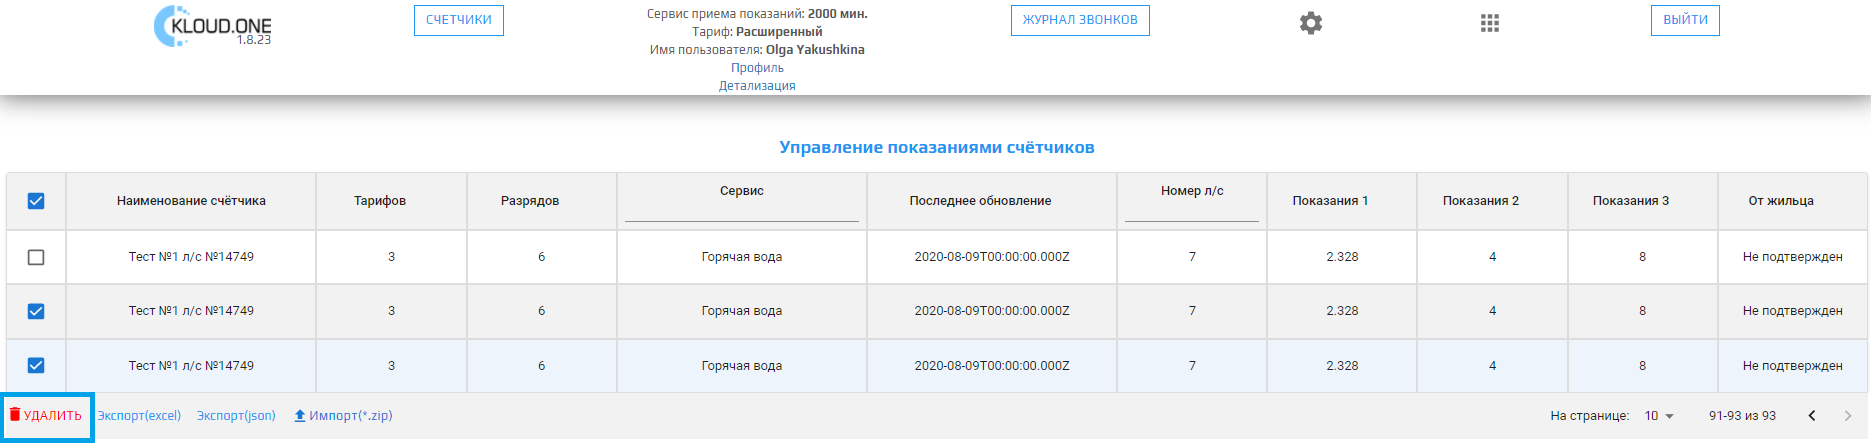 KLOUD.ONE
1.8.23
СЧЕТЧИКИ
Сервис приема показаний: 2000 мин.
Тариф: Расширенный
Имя пользователя: Olga Yakushkina
Профиль
Детализация
ЖУРНАЛ ЗВОНКОВ
ВЫЙТИ
Управление показаниями счётчиков
Наименование счётчика Тарифов Разрядов Сервис Последнее обновление Номер л/с Показания 1 Показания 2 Показания 3 От жильца
Тест №1 л/с №14749 3 6 Горячая вода 2020-08-09T00:00:00.000Z 7 2.328 4 8 Не подтвержден
Тест №1 л/с №14749 3 6 Горячая вода 2020-08-09T00:00:00.000Z 7 2.328 4 8 Не подтвержден
Тест №1 л/с №14749 3 6 Горячая вода 2020-08-09T00:00:00.000Z 7 2.328 4 8 Не подтвержден
УДАЛИТЬ Экспорт(excel) Экспорт(json) Импорт(*.zip) На странице: 10 91-93 из 93